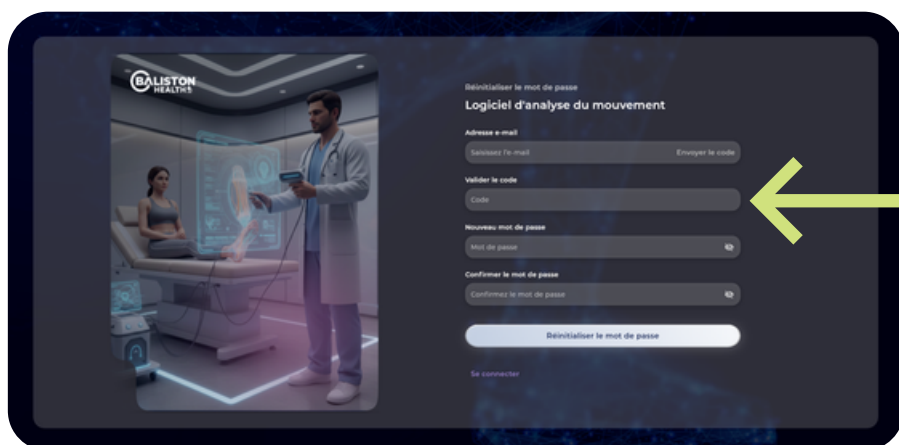 BALISTON
HEALTH
Réinitialiser le mot de passe
Logiciel d'analyse du mouvement
Adresse e-mail
Saisissez l'e-mail Envoyer le code
Valider le code
Code
Nouveau mot de passe
Mot de passe
Confirmer le mot de passe
Confirmez le mot de passe
Réinitialiser le mot de passe
Se connecter